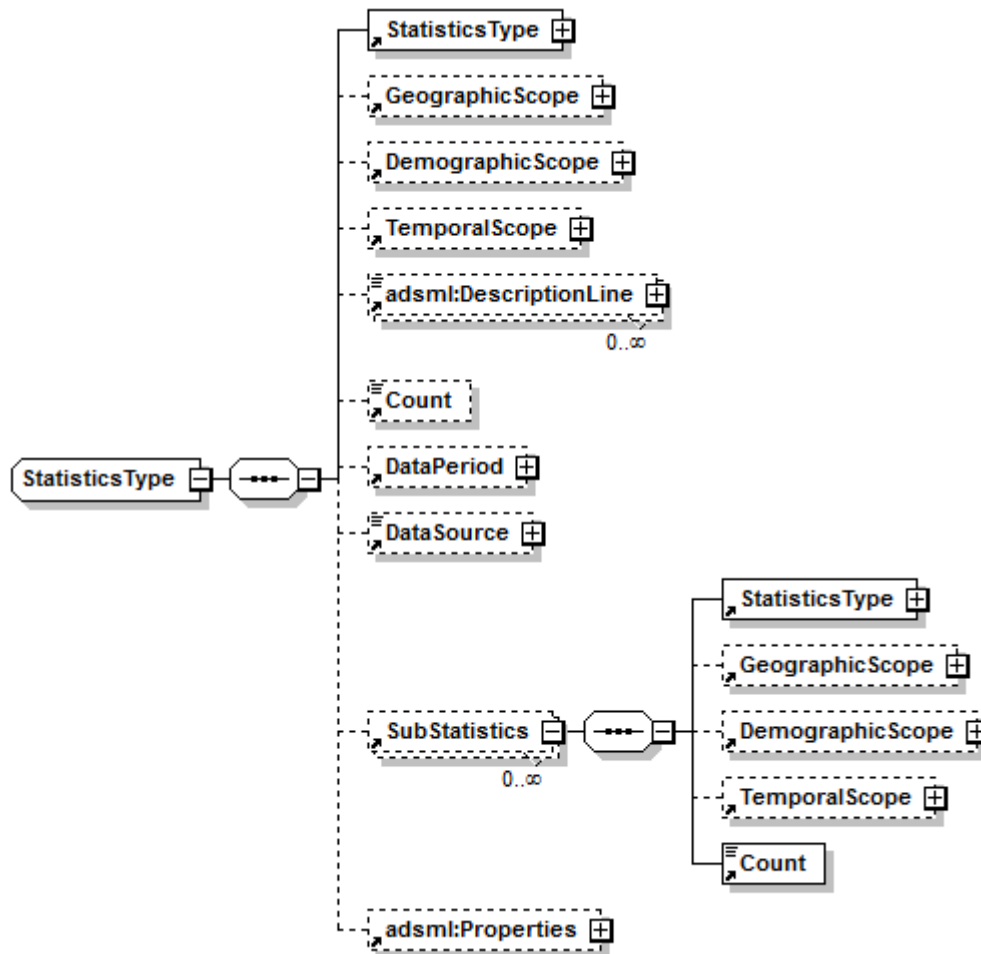 StatisticsType
GeographicScope
DemographicScope
TemporalScope
adsml:DescriptionLine
0..∞
Count
DataPeriod
StatisticsType
DataSource
StatisticsType
GeographicScope
SubStatistics
DemographicScope
0..∞
TemporalScope
Count
adsml:Properties